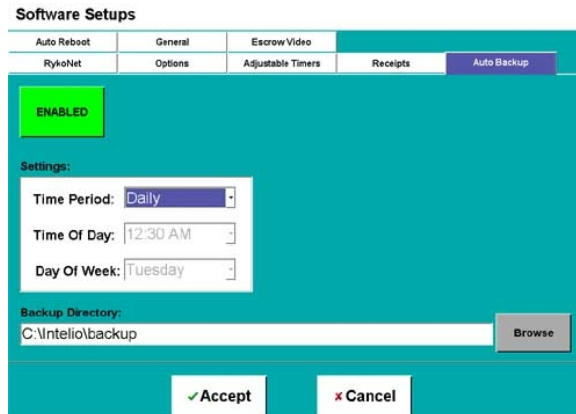 Software Setups
Auto Reboot General Escrow Video
RykoNet Options Adjustable Timers Receipts Auto Backup
ENABLED
Settings:
Time Period: Daily
Time Of Day: 12:30 AM
Day Of Week: Tuesday
Backup Directory:
C:\Intelio\backup Browse
Accept Cancel